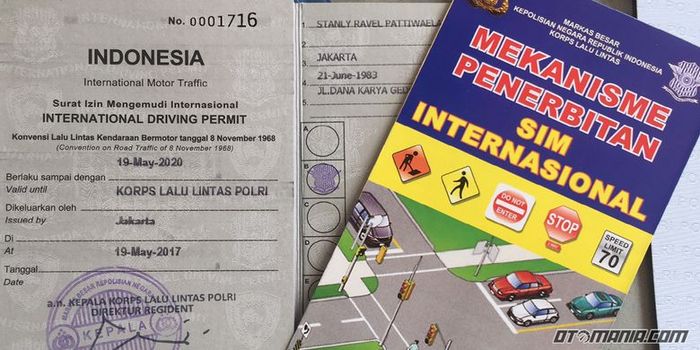 No. 0001716
INDONESIA
International Motor Traffic
Surat Izin Mengemudi Internasional
INTERNATIONAL DRIVING PERMIT
Konvensi Lalu Lintas Kendaraan Bermotor tanggal 8 November 1968
(Convention on Road Traffic of 8 November 1968)
19-May-2020
Berlaku sampai dengan
Valid until
KORPS LALU LINTAS POLRI
Dikeluarkan oleh
Issued by
Jakarta
Di
At
19-May-2017
Tanggal
Date
a.n. KEPALA KORPS LALU LINTAS POLRI
DIREKTUR REGIDENT
KEPALA
STANLY RAVEL PATTIWAELA
JAKARTA
21-June-1983
JL.DANA KARYA GED
A
B
C
D
E
MARKAS BESAR
KEPOLISIAN NEGARA REPUBLIK INDONESIA
KORPS LALU LINTAS
MEKANISME
PENERBITAN
SIM
INTERNASIONAL
DO NOT
ENTER
STOP
SPEED
LIMIT
70
OTOMANIA.COM